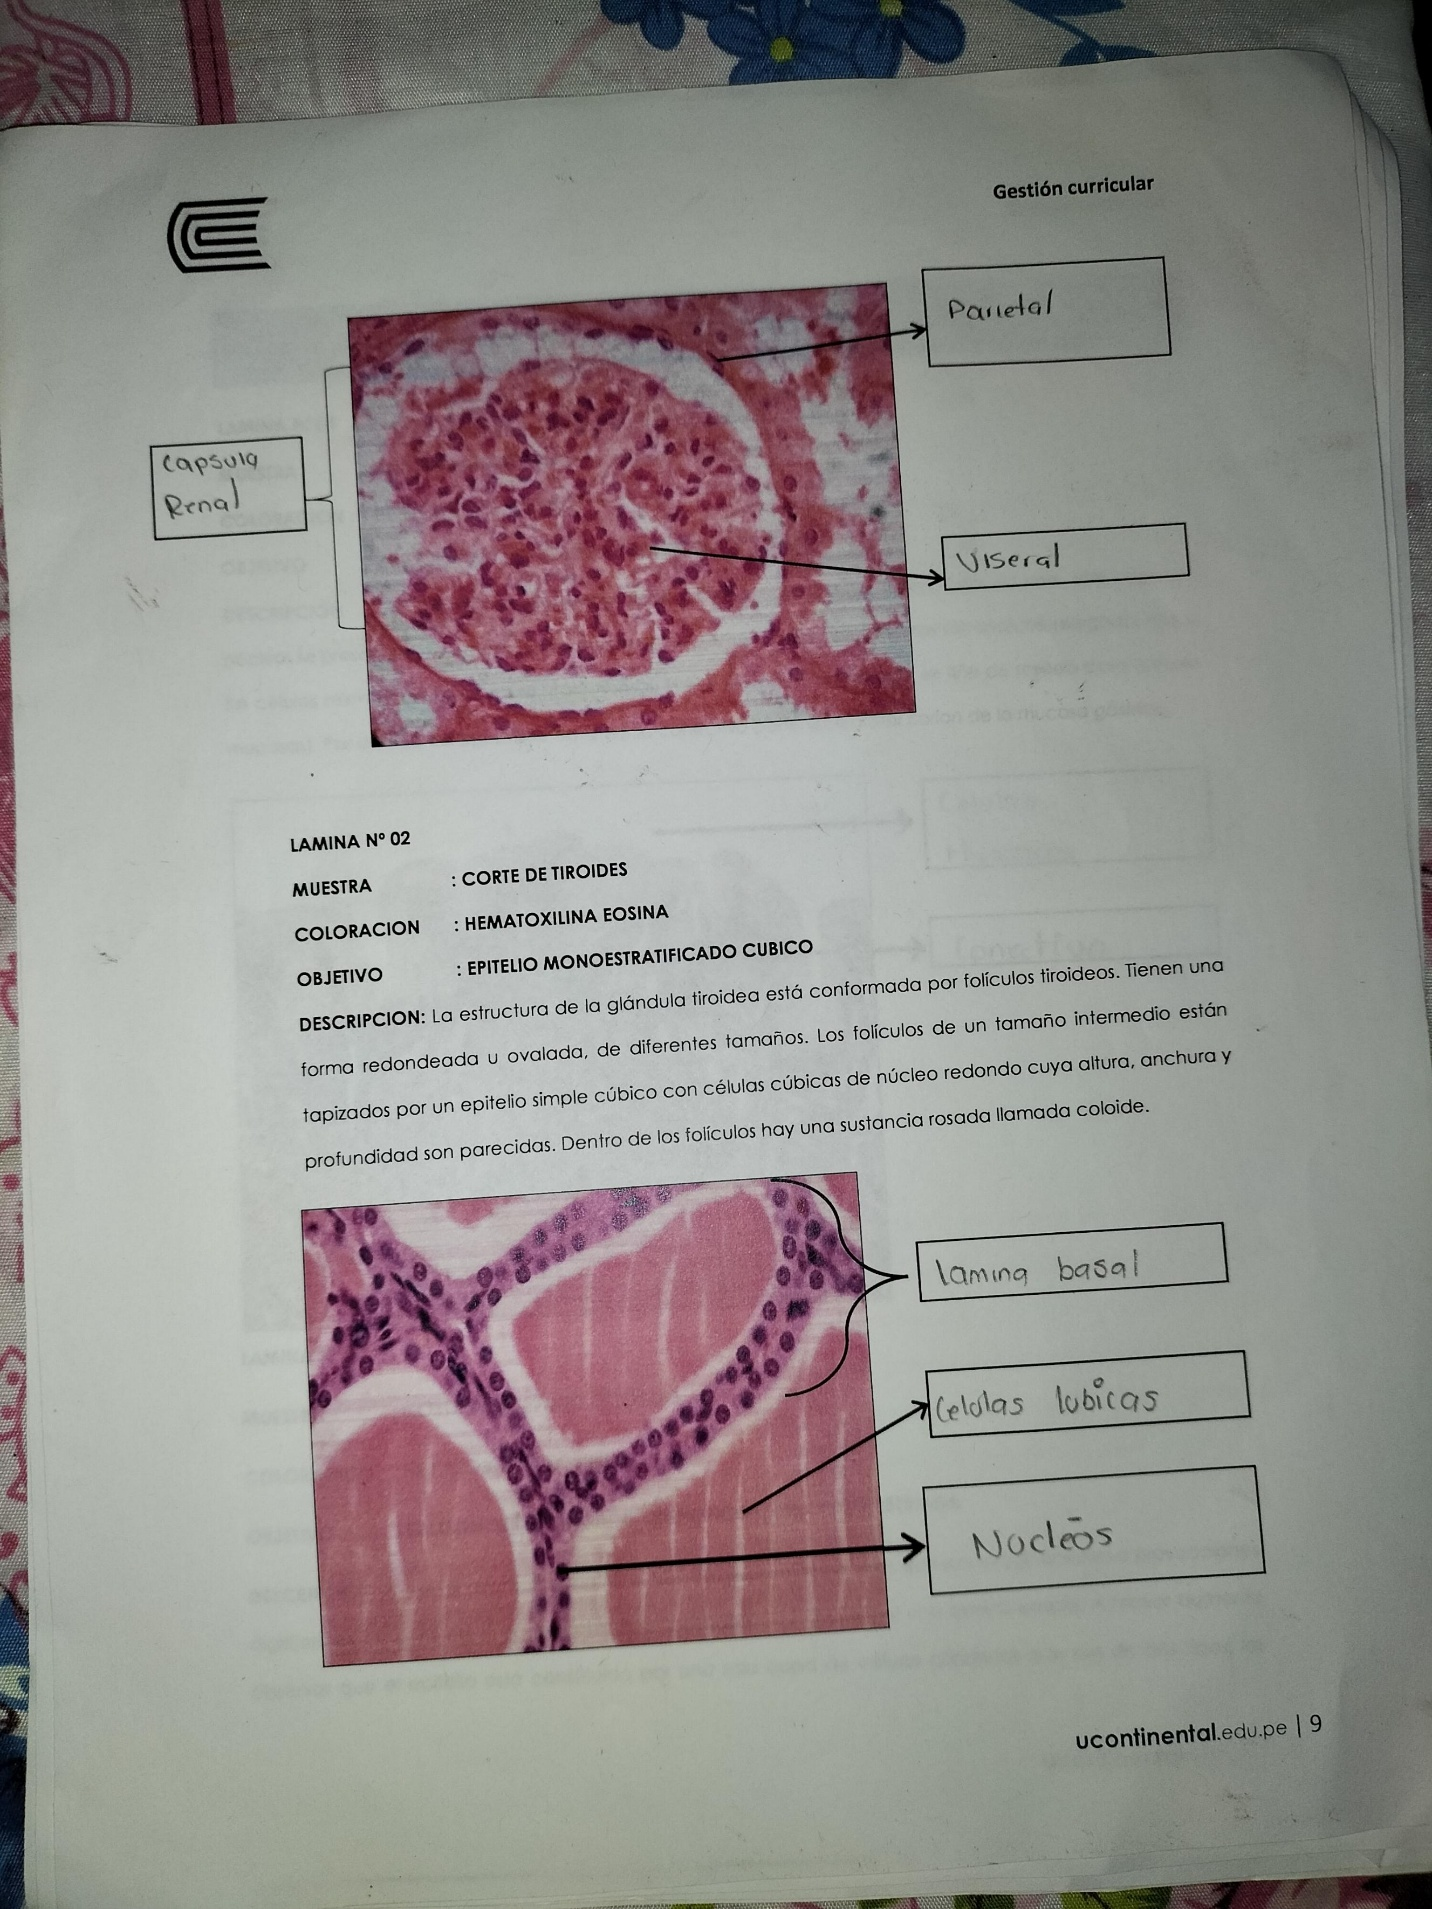 Gestión curricular
Parietal
Capsula
Renal
Viseral
LAMINA Nº 02
MUESTRA : CORTE DE TIROIDES
COLORACION : HEMATOXILINA EOSINA
OBJETIVO : EPITELIO MONOESTRATIFICADO CUBICO
DESCRIPCION: La estructura de la glándula tiroidea está conformada por folículos tiroideos. Tienen una
forma redondeada u ovalada, de diferentes tamaños. Los folículos de un tamaño intermedio están
tapizados por un epitelio simple cúbico con células cúbicas de núcleo redondo cuya altura, anchura y
profundidad son parecidas. Dentro de los folículos hay una sustancia rosada llamada coloide.
lamina basal
Celulas cubicas
Nucleos
ucontinental.edu.pe | 9